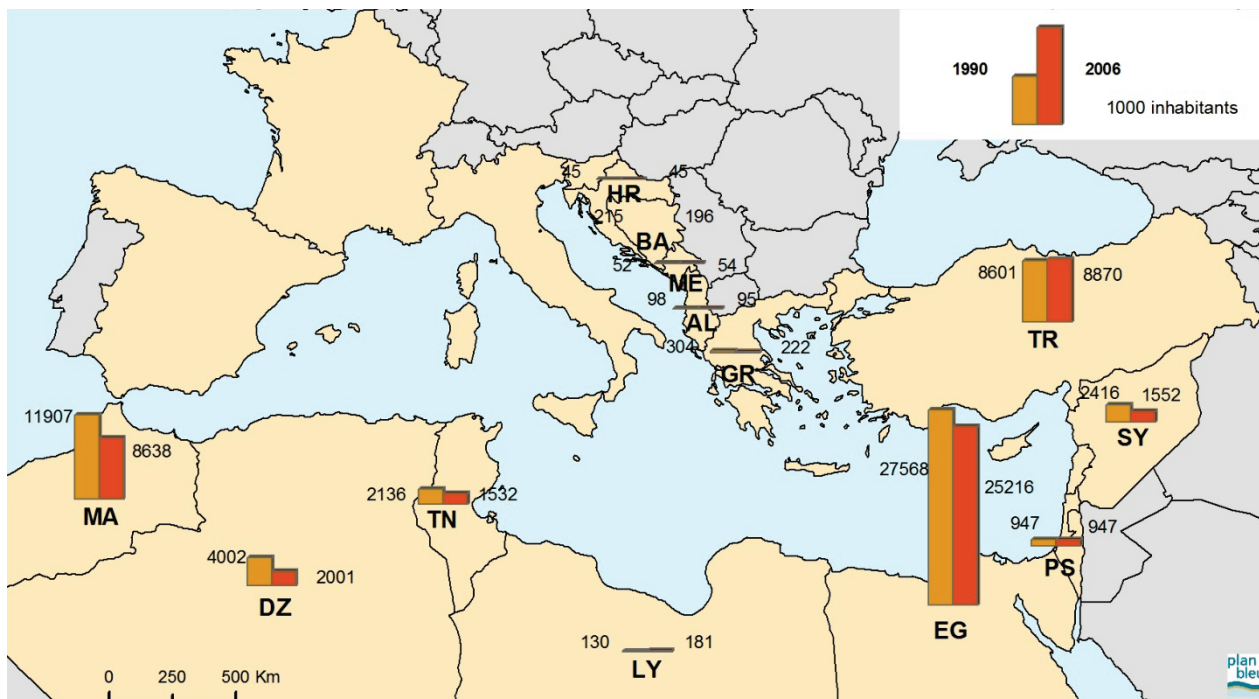 1990 2006
1000 inhabitants
45 45
HR
215 196
BA
52 54
ME
98 95
AL
304 222
GR
8601 8870
TR
2416 1552
SY
11907
8638
MA
2136 1532
TN
27568
25216
EG
947 947
PS
4002 2001
DZ
130 181
LY
0 250 500 Km
plan
bleu